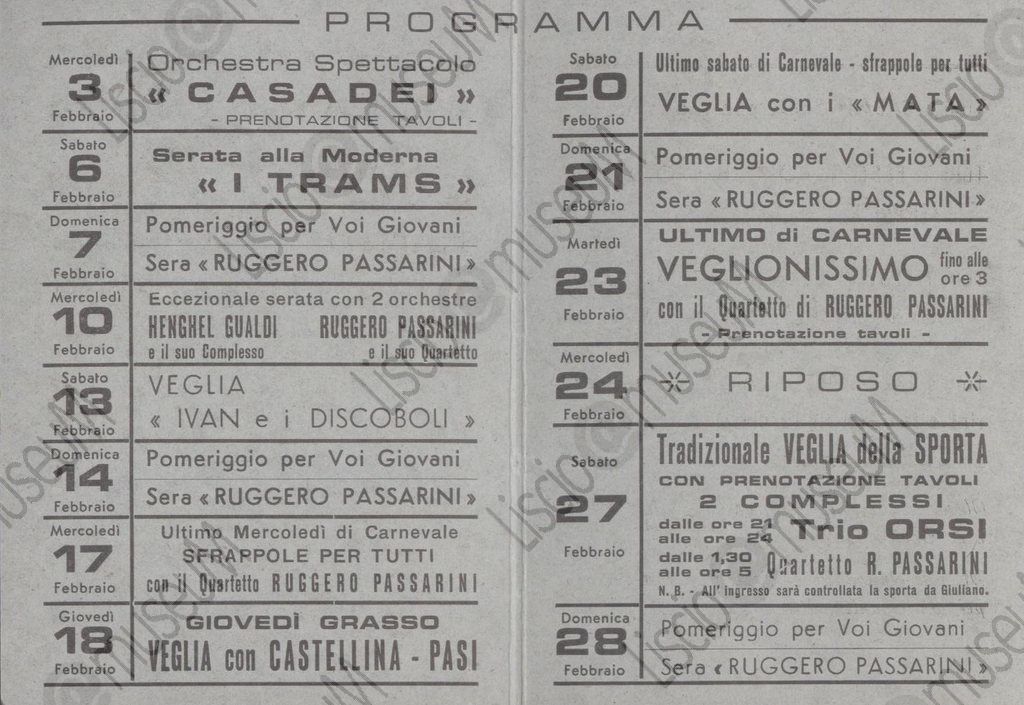 PROGRAMMA
Mercoledì
3
Febbraio
Orchestra Spettacolo
« CASADEI »
- PRENOTAZIONE TAVOLI -
Sabato
6
Febbraio
Serata alla Moderna
« I TRAMS »
Domenica
7
Febbraio
Pomeriggio per Voi Giovani
Sera « RUGGERO PASSARINI »
Mercoledì
10
Febbraio
Eccezionale serata con 2 orchestre
HENGHEL GUALDI RUGGERO PASSARINI
e il suo Complesso e il suo Quartetto
Sabato
13
Febbraio
VEGLIA
« IVAN e i DISCOBOLI »
Domenica
14
Febbraio
Pomeriggio per Voi Giovani
Sera « RUGGERO PASSARINI »
Mercoledì
17
Febbraio
Ultimo Mercoledì di Carnevale
SFRAPPOLE PER TUTTI
con il Quartetto RUGGERO PASSARINI
Giovedì
18
Febbraio
GIOVEDÌ GRASSO
VEGLIA con CASTELLINA - PASI
Sabato
20
Febbraio
Ultimo sabato di Carnevale - sfrappole per tutti
VEGLIA con i « MATA »
Domenica
21
Febbraio
Pomeriggio per Voi Giovani
Sera « RUGGERO PASSARINI »
Martedì
23
Febbraio
ULTIMO di CARNEVALE
VEGLIONISSIMO fino alle
ore 3
con il Quartetto di RUGGERO PASSARINI
- Prenotazione tavoli -
Mercoledì
24
Febbraio
RIPOSO
Sabato
27
Febbraio
Tradizionale VEGLIA della SPORTA
CON PRENOTAZIONE TAVOLI
2 COMPLESSI
dalle ore 21
alle ore 24 Trio ORSI
dalle 1,30
alle ore 5 Quartetto R. PASSARINI
N. B. - All' ingresso sarà controllata la sporta da Giuliano.
Domenica
28
Febbraio
Pomeriggio per Voi Giovani
Sera « RUGGERO PASSARINI »
Liscio@museuM